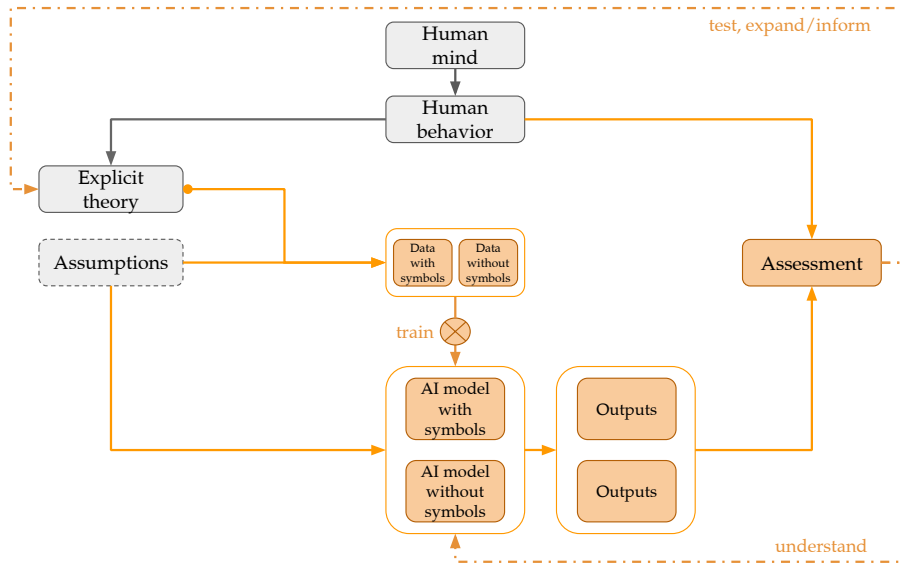 test, expand/inform
Human
mind
Human
behavior
Explicit
theory
Assumptions
Data
with
symbols
Data
without
symbols
Assessment
train
AI model
with
symbols
Outputs
AI model
without
symbols
Outputs
understand